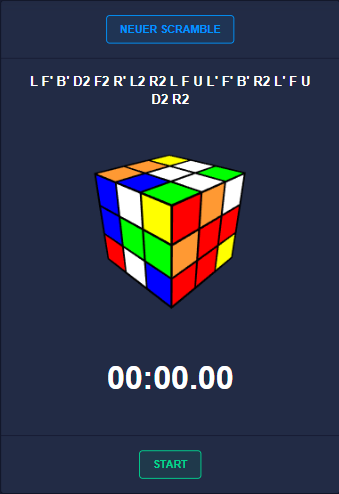 NEUER SCRAMBLE
L F' B' D2 F2 R' L2 R2 L F U L' F' B' R2 L' F U
D2 R2
00:00.00
START